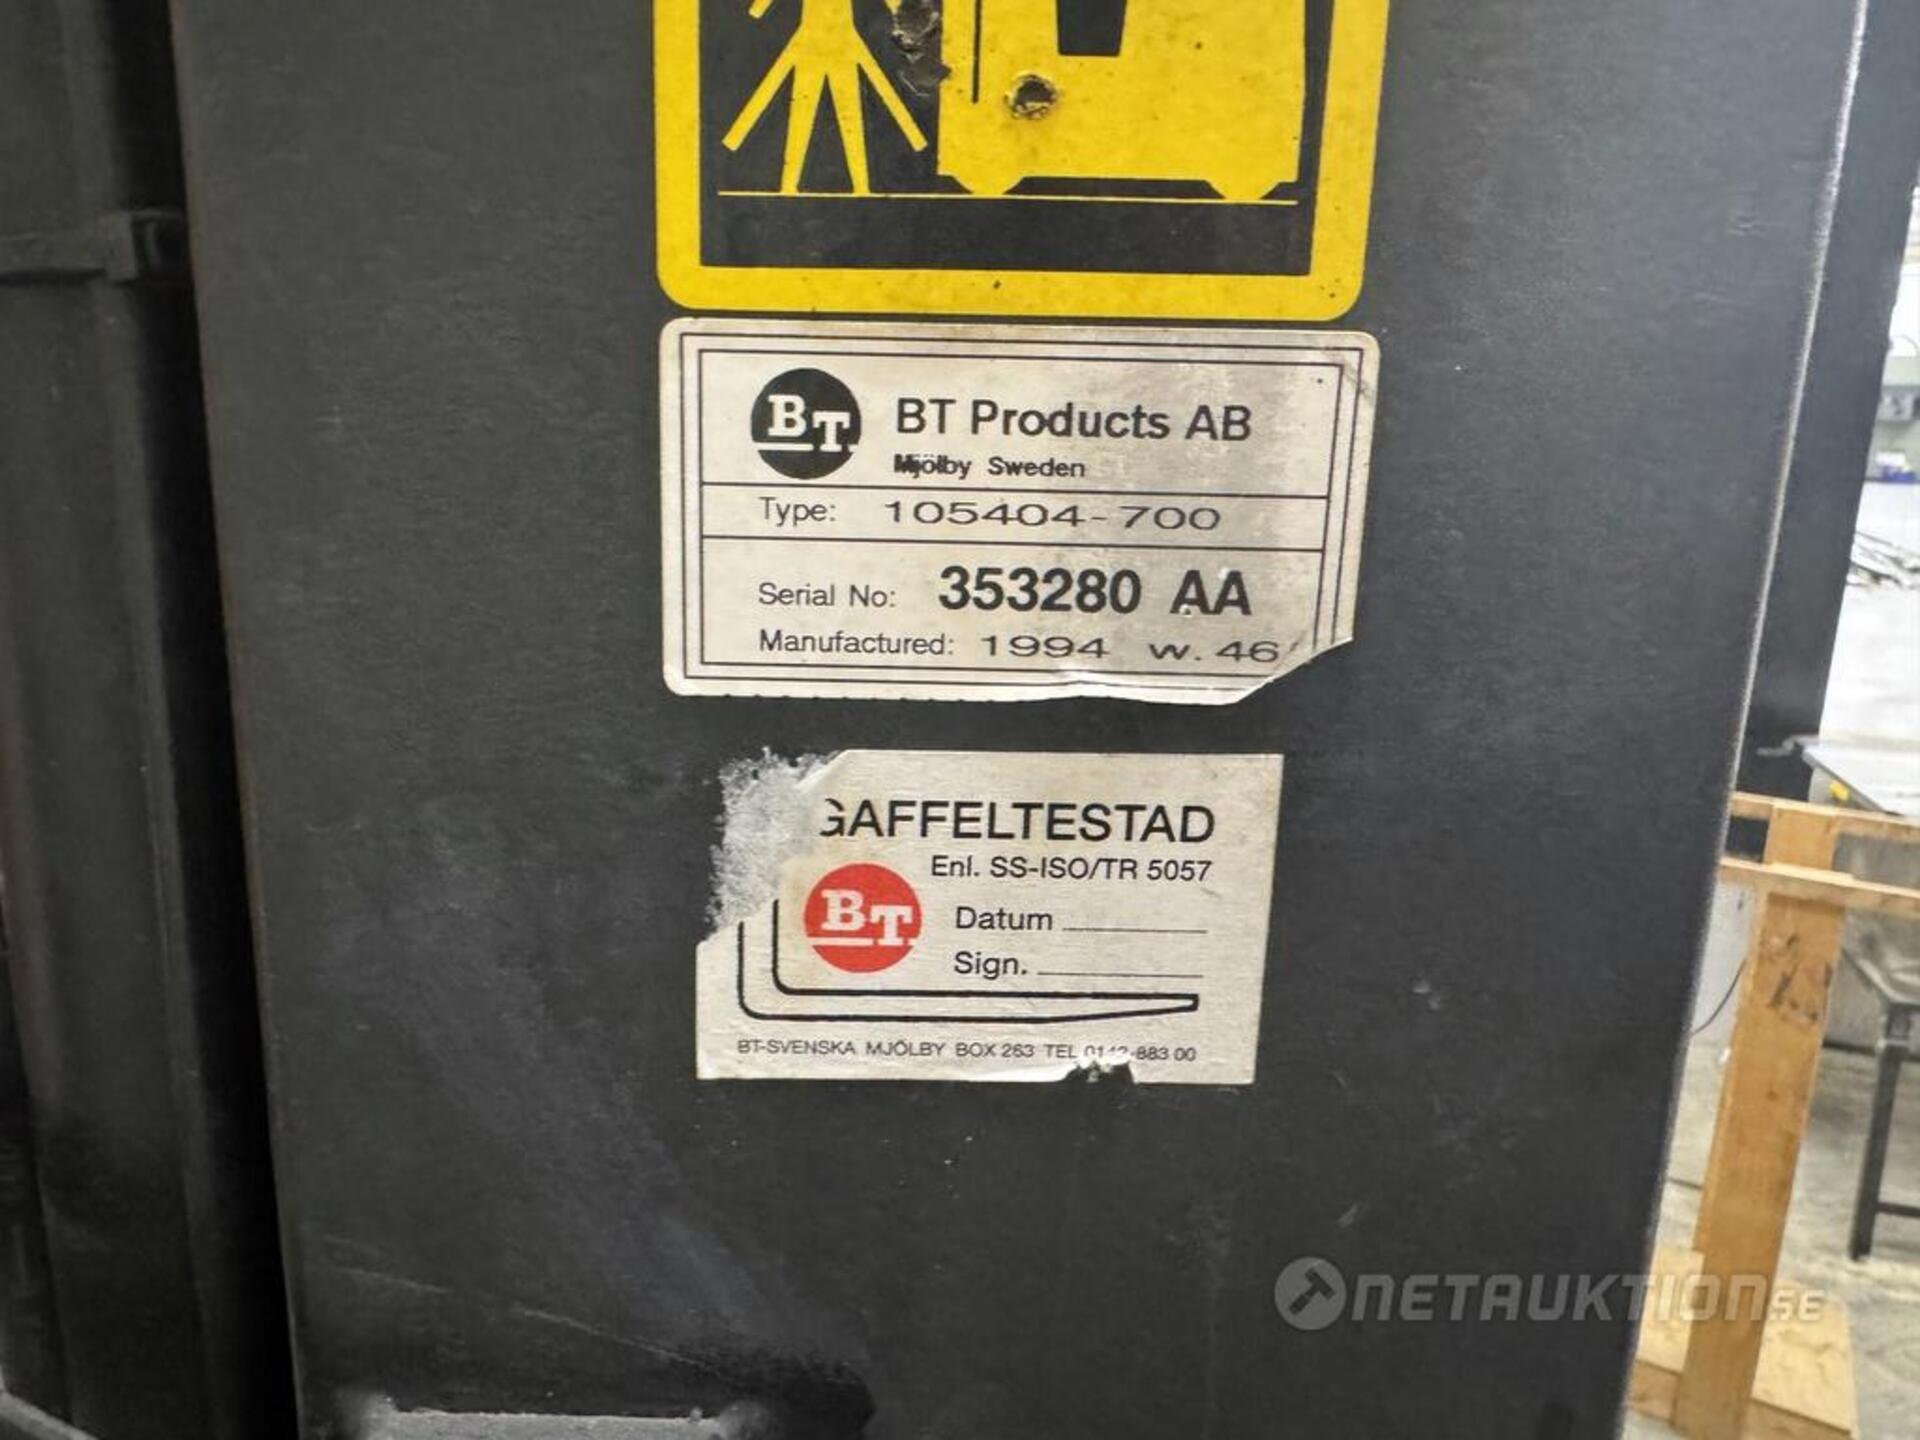 BT BT Products AB
Mjölby Sweden
Type: 105404-700
Serial No: 353280 AA
Manufactured: 1994 w. 46
GAFFELTESTAD
Enl. SS-ISO/TR 5057
BT Datum
Sign.
BT-SVENSKA MJÖLBY BOX 263 TEL 0142-883 00
NETAUKTION.SE